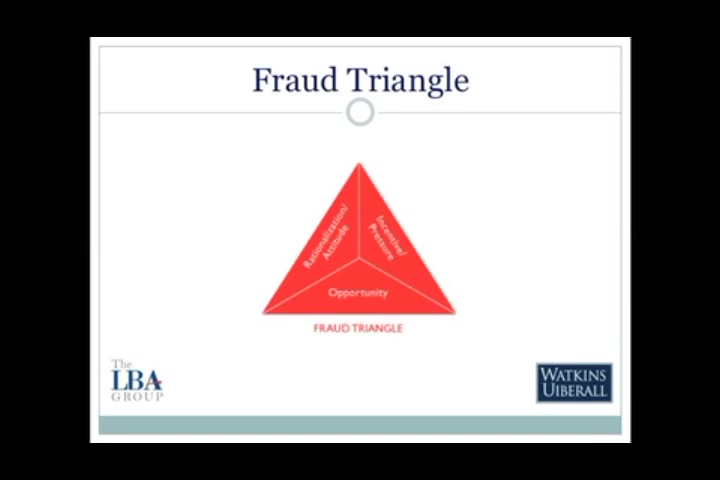 Fraud Triangle
Rationalization/
Attitude
Incentive/
Pressure
Opportunity
FRAUD TRIANGLE
The
LBA
GROUP
WATKINS
UIBERALL